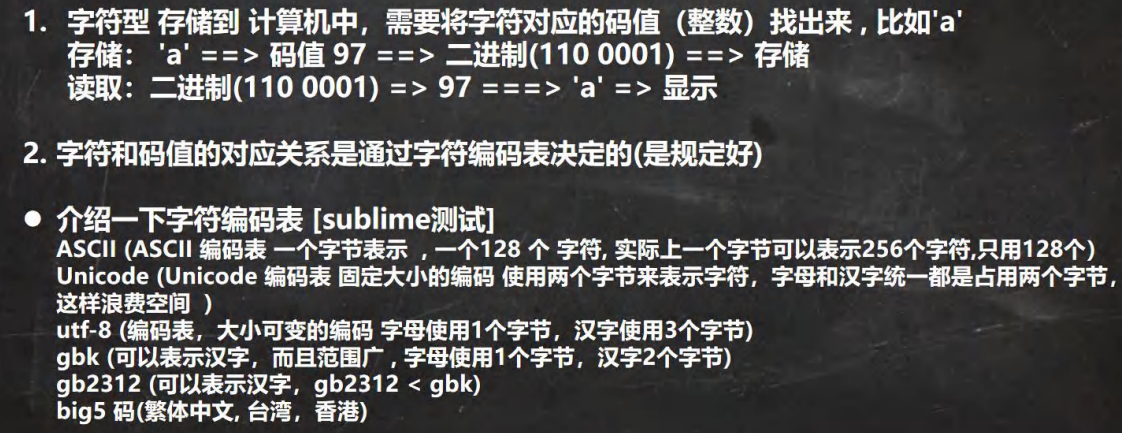 1. 字符型 存储到 计算机中，需要将字符对应的码值（整数）找出来 , 比如'a'
存储： 'a' ==> 码值 97 ==> 二进制(110 0001) ==> 存储
读取：二进制(110 0001) => 97 ===> 'a' => 显示
2. 字符和码值的对应关系是通过字符编码表决定的(是规定好)
● 介绍一下字符编码表 [sublime测试]
ASCII (ASCII 编码表 一个字节表示 , 一个128 个 字符, 实际上一个字节可以表示256个字符,只用128个)
Unicode (Unicode 编码表 固定大小的编码 使用两个字节来表示字符，字母和汉字统一都是占用两个字节，
这样浪费空间 )
utf-8 (编码表，大小可变的编码 字母使用1个字节，汉字使用3个字节)
gbk (可以表示汉字，而且范围广 , 字母使用1个字节，汉字2个字节)
gb2312 (可以表示汉字，gb2312 < gbk)
big5 码(繁体中文, 台湾，香港)